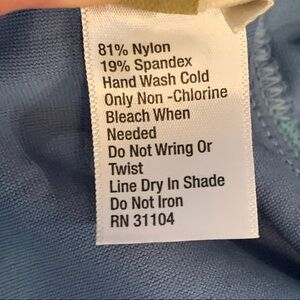 81% Nylon
19% Spandex
Hand Wash Cold
Only Non -Chlorine
Bleach When
Needed
Do Not Wring Or
Twist
Line Dry In Shade
Do Not Iron
RN 31104